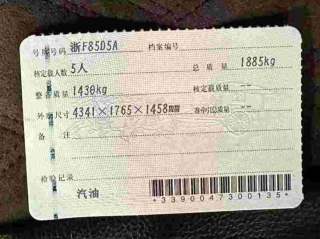 号牌号码 浙F85D5A 档案编号
核定载人数 5人 总质量 1885kg
整备质量 1430kg 核定载质量 --
外廓尺寸 4341×1765×1458mm 准牵引总质量 --
备注
检验记录
汽油
*3390047300135*